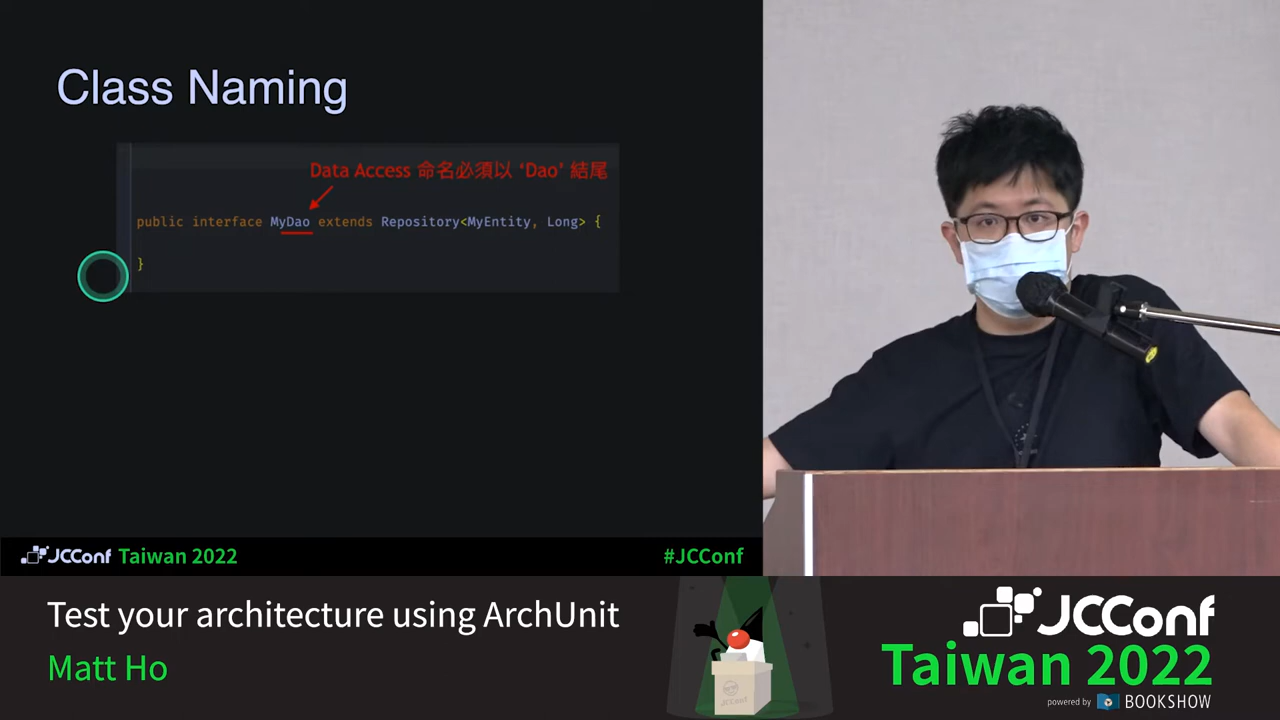 Class Naming
Data Access 命名必須以 ‘Dao’ 結尾
public interface MyDao extends Repository<MyEntity, Long> {
}
JCConf Taiwan 2022
#JCConf
Test your architecture using ArchUnit
Matt Ho
JCConf
JCConf
Taiwan 2022
powered by BOOKSHOW